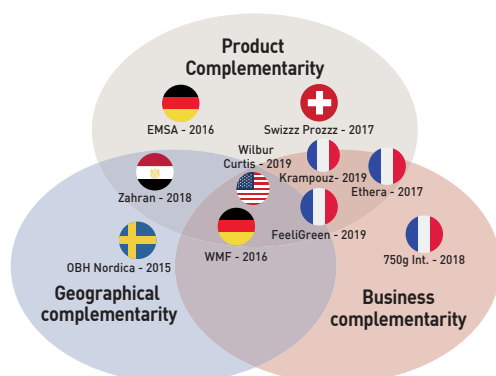 Product
Complementarity
EMSA - 2016
Swizzz Prozzz - 2017
Wilbur
Curtis - 2019
Krampouz- 2019
Ethera - 2017
Zahran - 2018
FeeliGreen - 2019
WMF - 2016
OBH Nordica - 2015
750g Int. - 2018
Geographical
complementarity
Business
complementarity